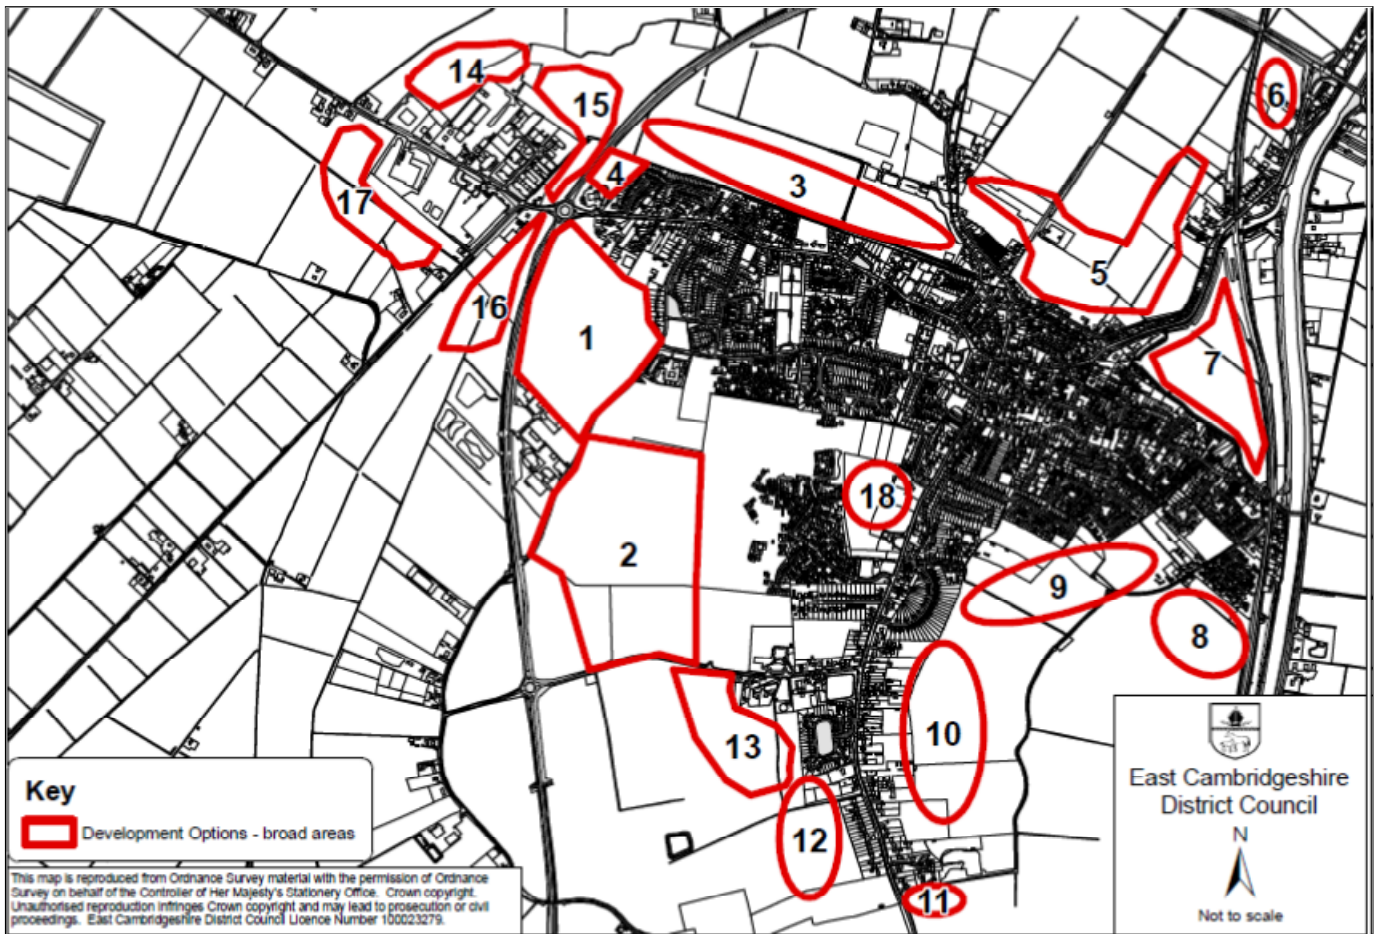 14
15
6
4
3
17
5
16
1
7
18
2
9
8
10
13
12
11
Key
Development Options - broad areas
This map is reproduced from Ordnance Survey material with the permission of Ordnance
Survey on behalf of the Controller of Her Majesty's Stationery Office. Crown copyright.
Unauthorised reproduction infringes Crown copyright and may lead to prosecution or civil
proceedings. East Cambridgeshire District Council Licence Number 100023279.
East Cambridgeshire
District Council
N
Not to scale